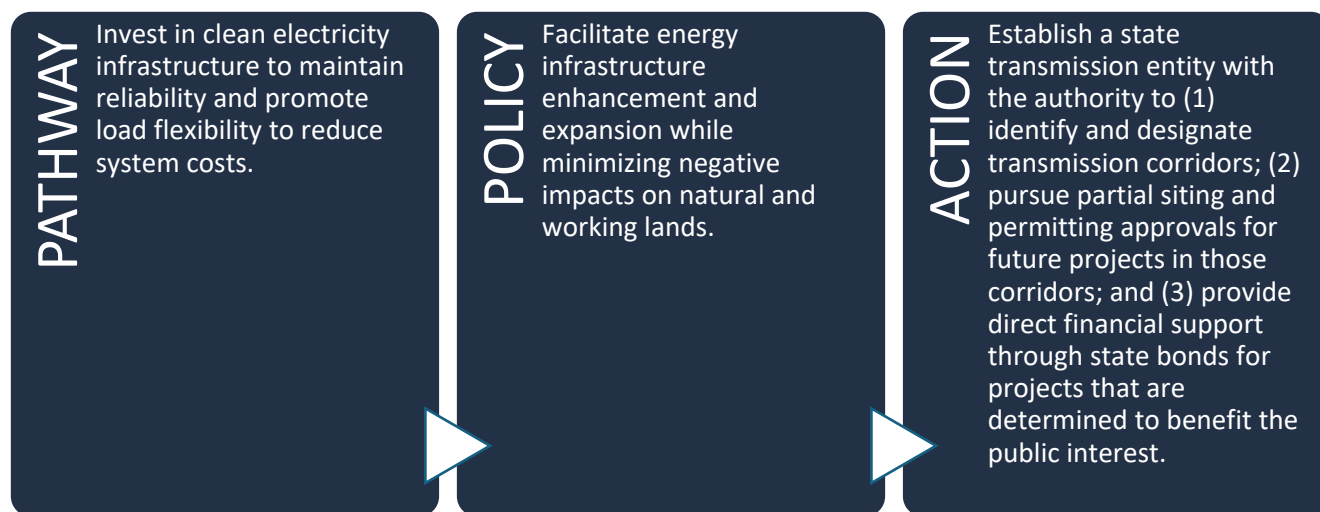 PATHWAY
Invest in clean electricity
infrastructure to maintain
reliability and promote
load flexibility to reduce
system costs.
POLICY
Facilitate energy
infrastructure
enhancement and
expansion while
minimizing negative
impacts on natural and
working lands.
ACTION
Establish a state
transmission entity with
the authority to (1)
identify and designate
transmission corridors; (2)
pursue partial siting and
permitting approvals for
future projects in those
corridors; and (3) provide
direct financial support
through state bonds for
projects that are
determined to benefit the
public interest.